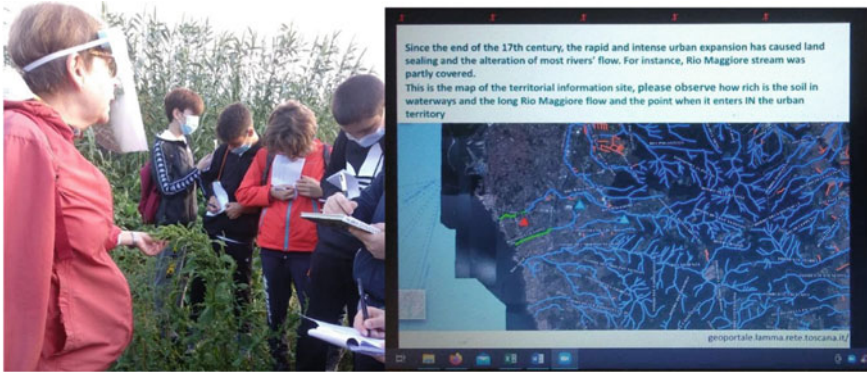 Since the end of the 17th century, the rapid and intense urban expansion has caused land
sealing and the alteration of most rivers' flow. For instance, Rio Maggiore stream was
partly covered.
This is the map of the territorial information site, please observe how rich is the soil in
waterways and the long Rio Maggiore flow and the point when it enters IN the urban
territory
geoportale.lamma.rete.toscana.it/